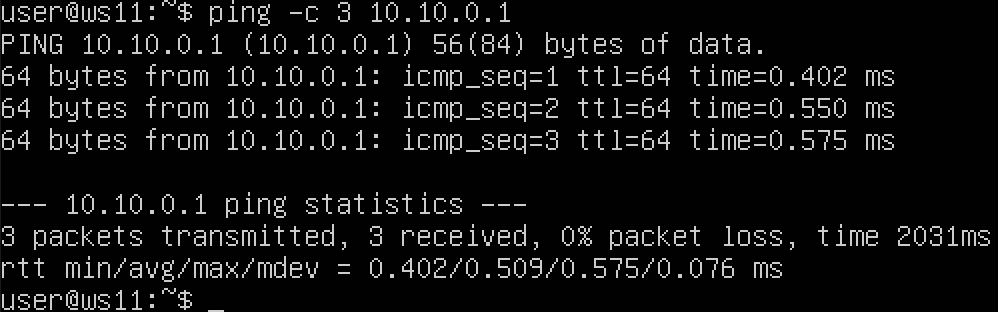 user@ws11:~$ ping -c 3 10.10.0.1
PING 10.10.0.1 (10.10.0.1) 56(84) bytes of data.
64 bytes from 10.10.0.1: icmp_seq=1 ttl=64 time=0.402 ms
64 bytes from 10.10.0.1: icmp_seq=2 ttl=64 time=0.550 ms
64 bytes from 10.10.0.1: icmp_seq=3 ttl=64 time=0.575 ms
--- 10.10.0.1 ping statistics ---
3 packets transmitted, 3 received, 0% packet loss, time 2031ms
rtt min/avg/max/mdev = 0.402/0.509/0.575/0.076 ms
user@ws11:~$ _